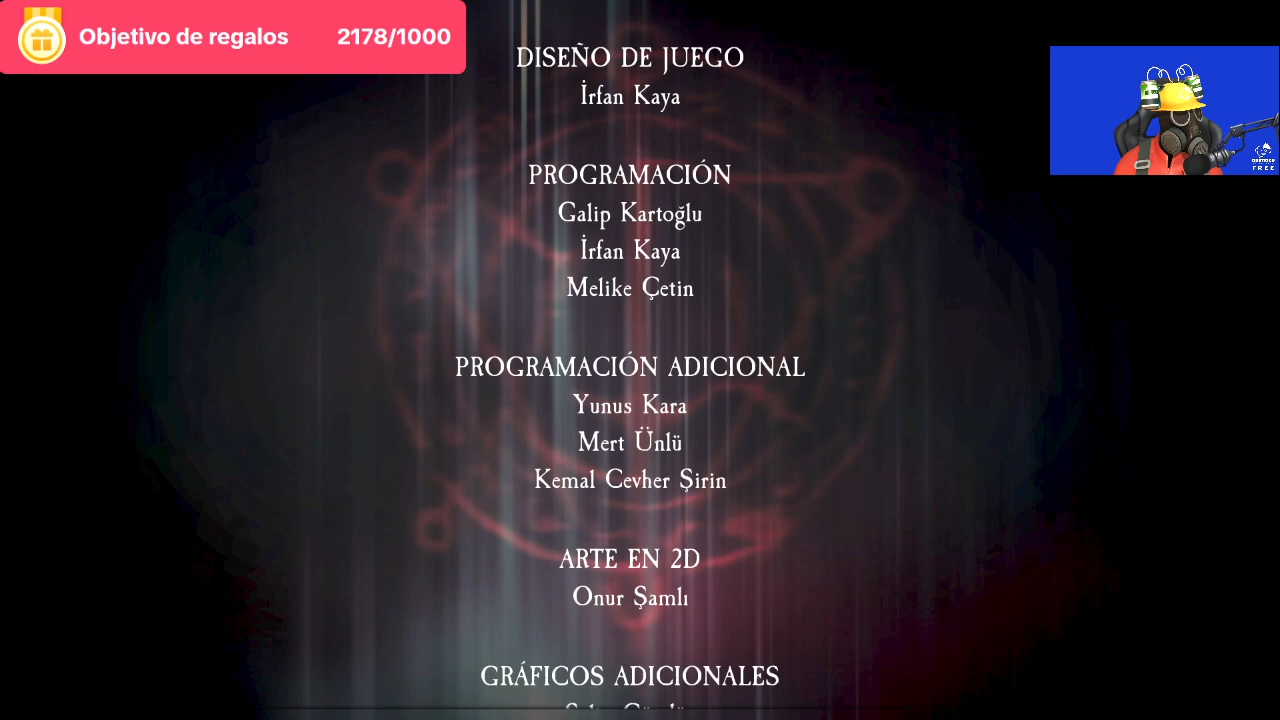 Objetivo de regalos 2178/1000
DISEÑO DE JUEGO
İrfan Kaya
PROGRAMACIÓN
Galip Kartoğlu
İrfan Kaya
Melike Çetin
PROGRAMACIÓN ADICIONAL
Yunus Kara
Mert Ünlü
Kemal Cevher Şirin
ARTE EN 2D
Onur Şamlı
GRÁFICOS ADICIONALES
FREE